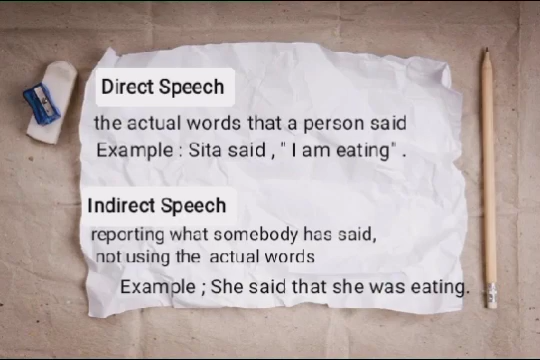 Direct Speech
the actual words that a person said
Example : Sita said , " I am eating" .
Indirect Speech
reporting what somebody has said,
not using the actual words
Example ; She said that she was eating.